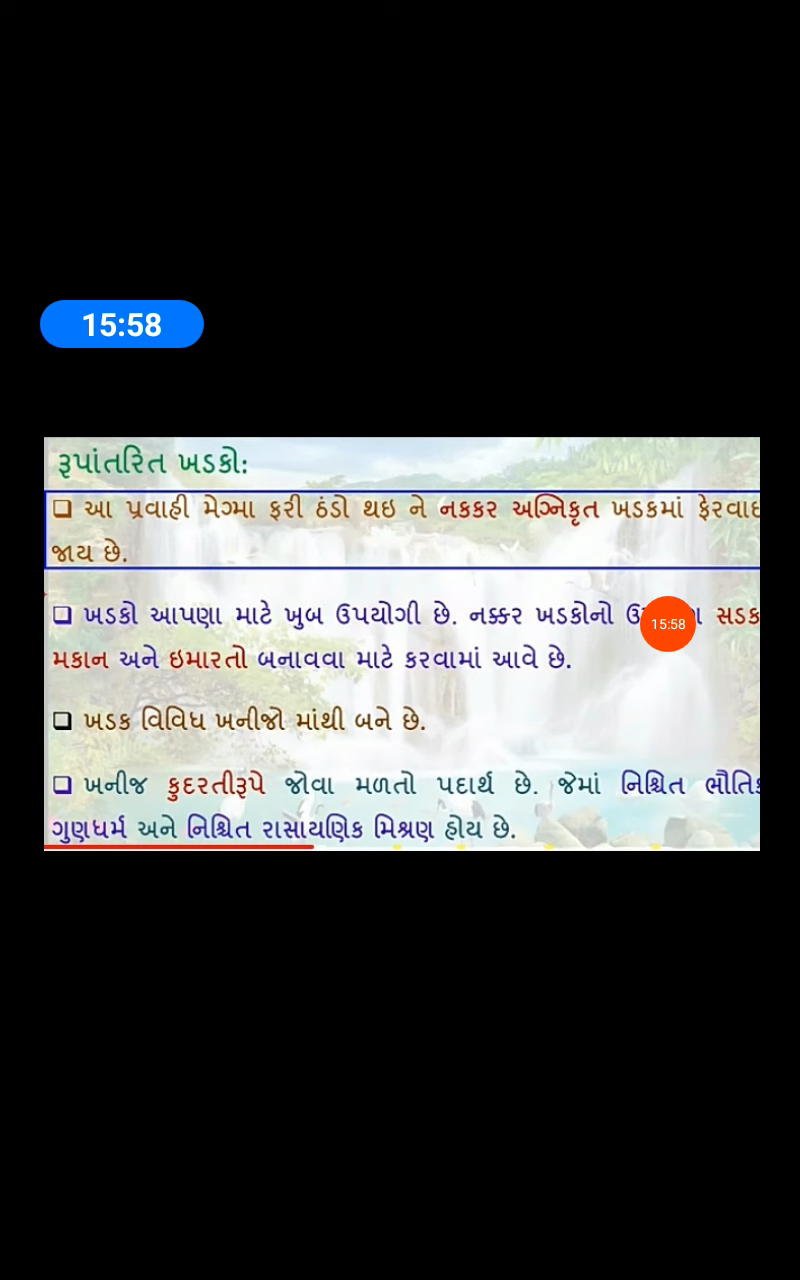 15:58
રૂપાંતરિત ખડકો:
❑ આ પ્રવાહી મેગ્મા ફરી ઠંડો થઇ ને નકકર અગ્નિકૃત ખડકમાં ફેરવાઇ
જાય છે.
❑ ખડકો આપણા માટે ખુબ ઉપયોગી છે. નક્કર ખડકોનો સડક
15:58
મકાન અને ઇમારતો બનાવવા માટે કરવામાં આવે છે.
❑ ખડક વિવિધ ખનીજો માંથી બને છે.
❑ ખનીજ કુદરતીરૂપે જોવા મળતો પદાર્થ છે. જેમાં નિશ્ચિત ભૌતિક
ગુણધર્મ અને નિશ્ચિત રાસાયણિક મિશ્રણ હોય છે.